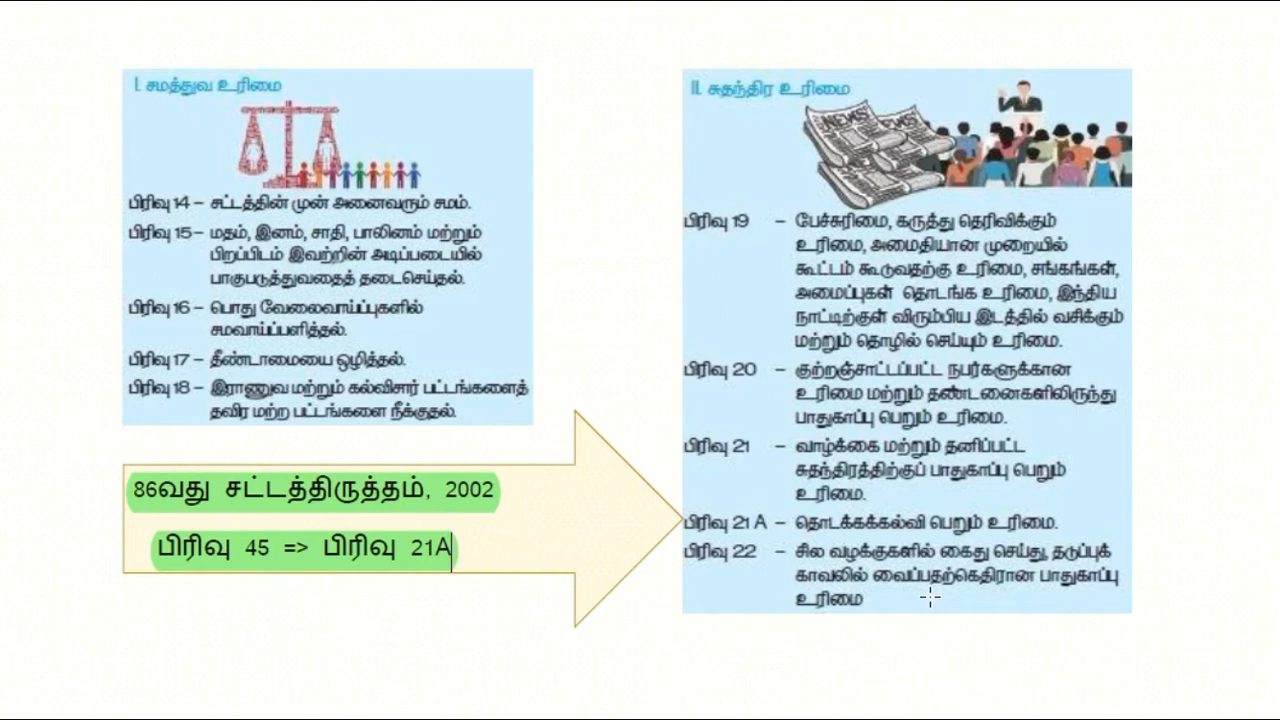 I. சமத்துவ உரிமை
பிரிவு 14 – சட்டத்தின் முன் அனைவரும் சமம்.
பிரிவு 15 – மதம், இனம், சாதி, பாலினம் மற்றும்
பிறப்பிடம் இவற்றின் அடிப்படையில்
பாகுபடுத்துவதைத் தடைசெய்தல்.
பிரிவு 16 – பொது வேலைவாய்ப்புகளில்
சமவாய்ப்பளித்தல்.
பிரிவு 17 – தீண்டாமையை ஒழித்தல்.
பிரிவு 18 – இராணுவ மற்றும் கல்விசார் பட்டங்களைத்
தவிர மற்ற பட்டங்களை நீக்குதல்.
86வது சட்டத்திருத்தம், 2002
பிரிவு 45 => பிரிவு 21A
II. சுதந்திர உரிமை
NEWS
NEWS
பிரிவு 19 – பேச்சுரிமை, கருத்து தெரிவிக்கும்
உரிமை, அமைதியான முறையில்
கூட்டம் கூடுவதற்கு உரிமை, சங்கங்கள்,
அமைப்புகள் தொடங்க உரிமை, இந்திய
நாட்டிற்குள் விரும்பிய இடத்தில் வசிக்கும்
மற்றும் தொழில் செய்யும் உரிமை.
பிரிவு 20 – குற்றஞ்சாட்டப்பட்ட நபர்களுக்கான
உரிமை மற்றும் தண்டனைகளிலிருந்து
பாதுகாப்பு பெறும் உரிமை.
பிரிவு 21 – வாழ்க்கை மற்றும் தனிப்பட்ட
சுதந்திரத்திற்குப் பாதுகாப்பு பெறும்
உரிமை.
பிரிவு 21 A – தொடக்கக்கல்வி பெறும் உரிமை.
பிரிவு 22 – சில வழக்குகளில் கைது செய்து, தடுப்புக்
காவலில் வைப்பதற்கெதிரான பாதுகாப்பு
உரிமை